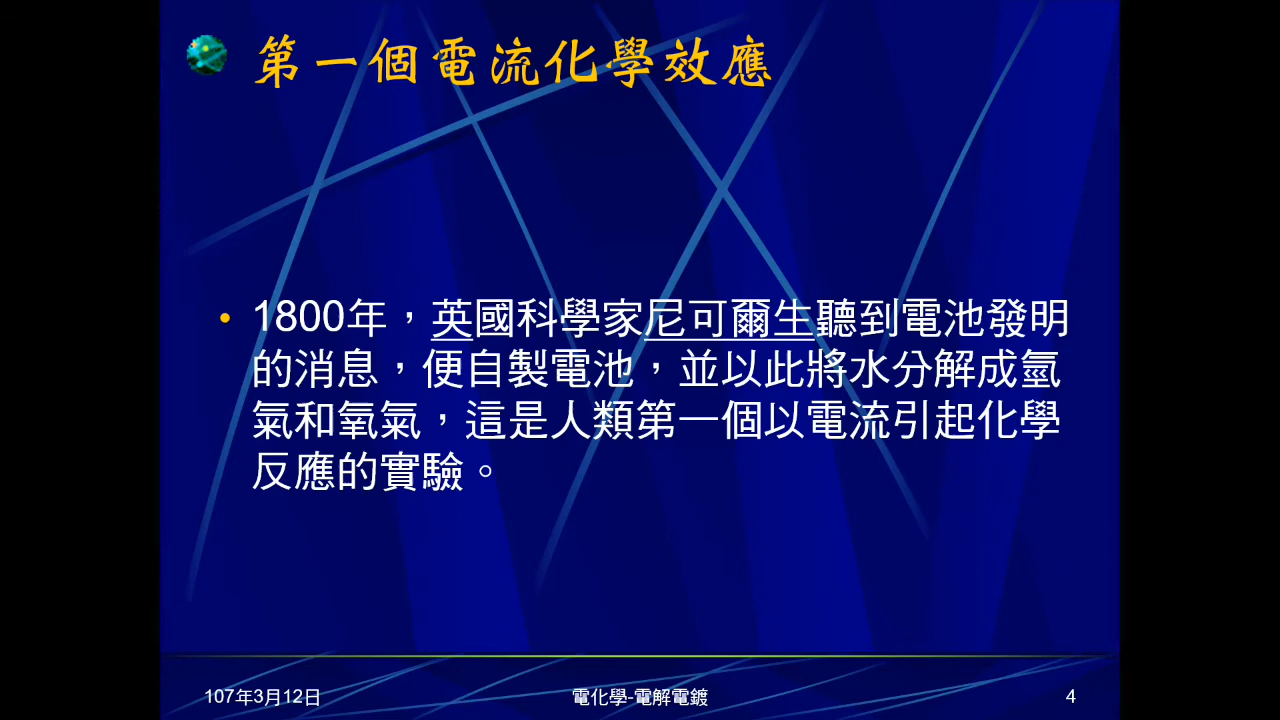 第一個電流化學效應
• 1800年，英國科學家尼可爾生聽到電池發明
的消息，便自製電池，並以此將水分解成氫
氣和氧氣，這是人類第一個以電流引起化學
反應的實驗。
107年3月12日
電化學-電解電鍍
4